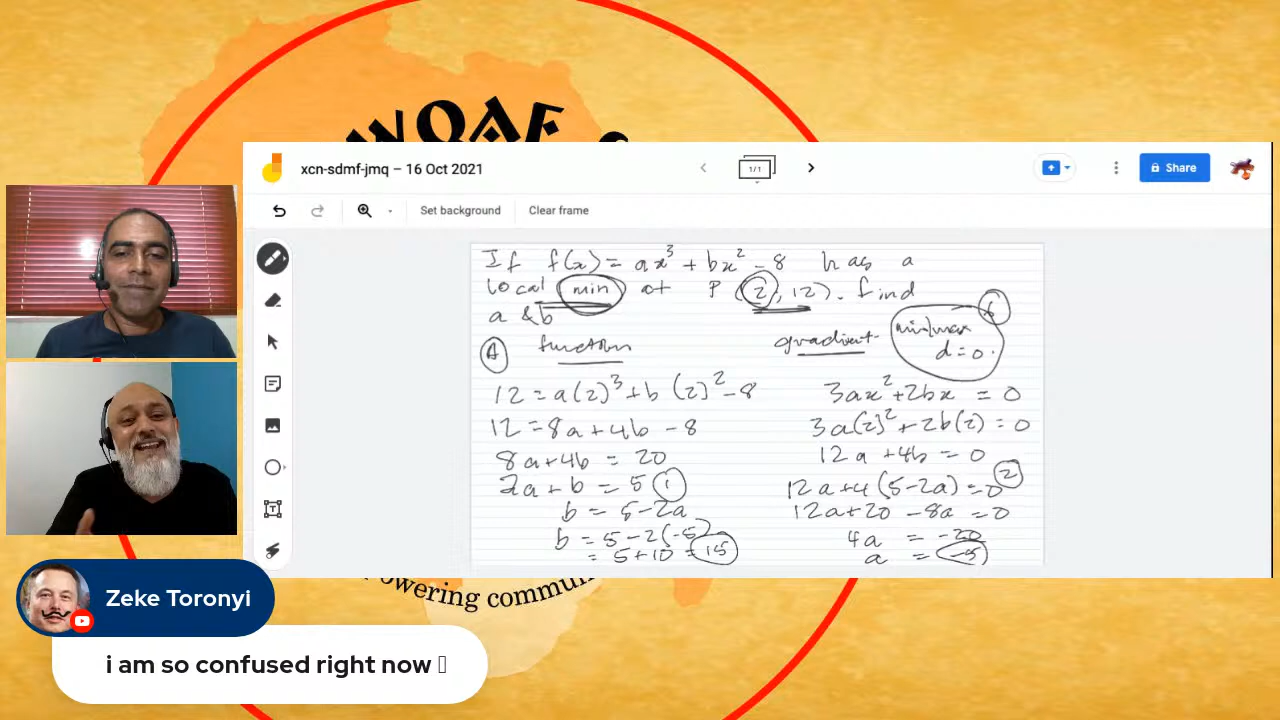 WQAF
xcn-sdmf-jmq – 16 Oct 2021
1/1
Share
Set background
Clear frame
If f(x) = ax³ + bx² - 8 has a
local min at P (2, 12). find
a & b
min/max
d = 0.
A function
gradient
12 = a(2)³ + b (2)² - 8
3ax² + 2bx = 0
12 = 8a + 4b - 8
3a(2)² + 2b(2) = 0
8a + 4b = 20
12a + 4b = 0
2a + b = 5 1
2
12a + 4(5 - 2a) = 0
b = 5 - 2a
12a + 20 - 8a = 0
b = 5 - 2(-5)
4a = -20
= 5 + 10 = 15
a = -5
powering commun
Zeke Toronyi
i am so confused right now